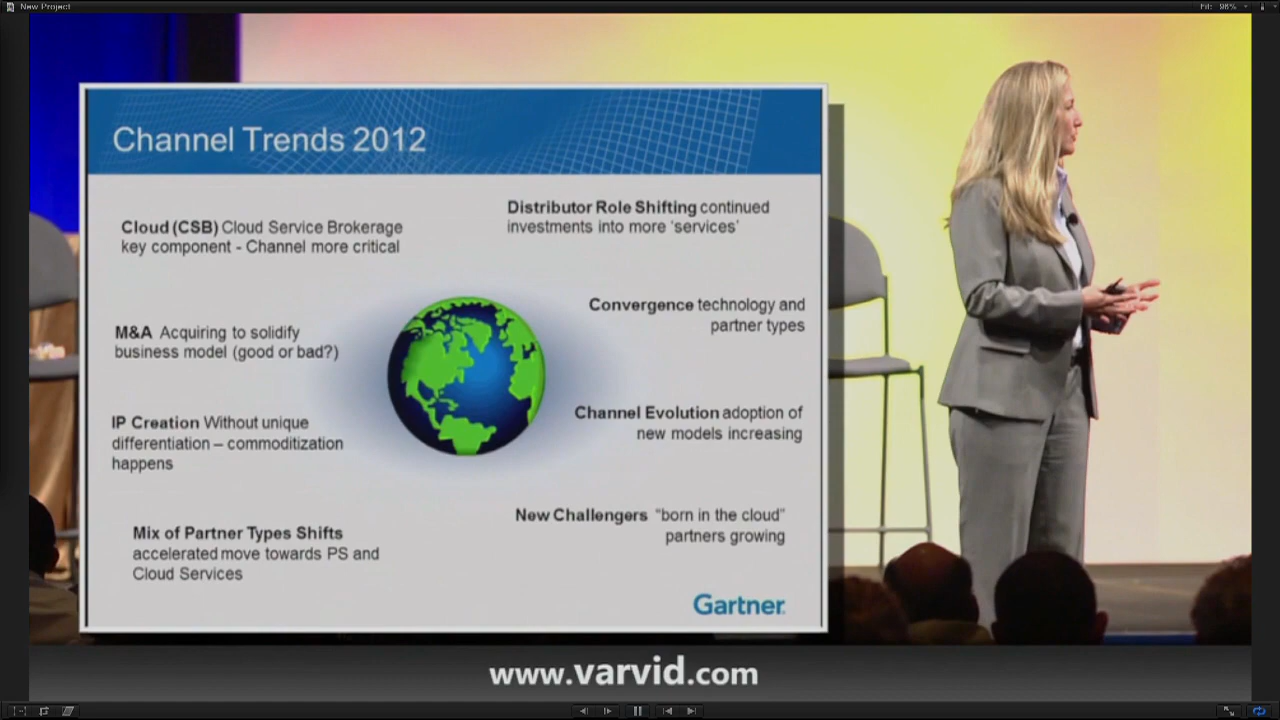 New Project
Fit: 96%
Channel Trends 2012
Cloud (CSB) Cloud Service Brokerage
key component - Channel more critical
Distributor Role Shifting continued
investments into more 'services'
M&A Acquiring to solidify
business model (good or bad?)
Convergence technology and
partner types
IP Creation Without unique
differentiation – commoditization
happens
Channel Evolution adoption of
new models increasing
Mix of Partner Types Shifts
accelerated move towards PS and
Cloud Services
New Challengers "born in the cloud"
partners growing
Gartner
www.varvid.com